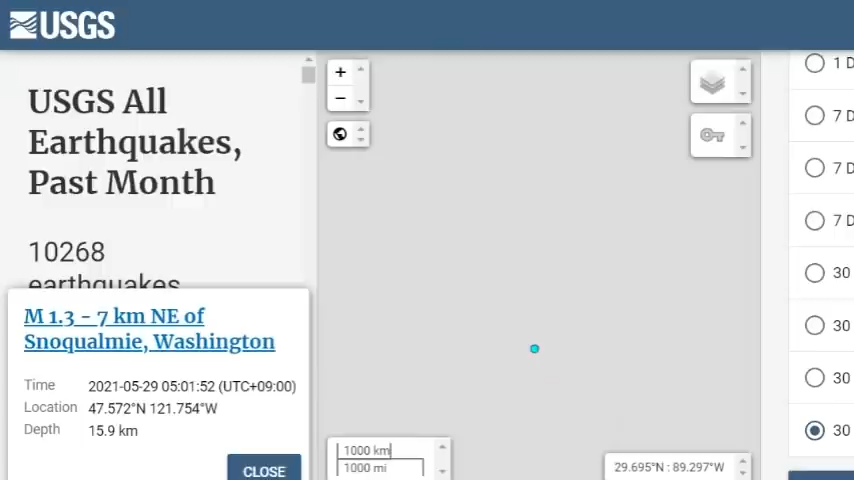 USGS
USGS All
Earthquakes,
Past Month
10268
earthquakes
M 1.3 - 7 km NE of
Snoqualmie, Washington
Time 2021-05-29 05:01:52 (UTC+09:00)
Location 47.572°N 121.754°W
Depth 15.9 km
CLOSE
+
−
1000 km
1000 mi
29.695°N : 89.297°W
1 D
7 D
7 D
7 D
30
30
30
30